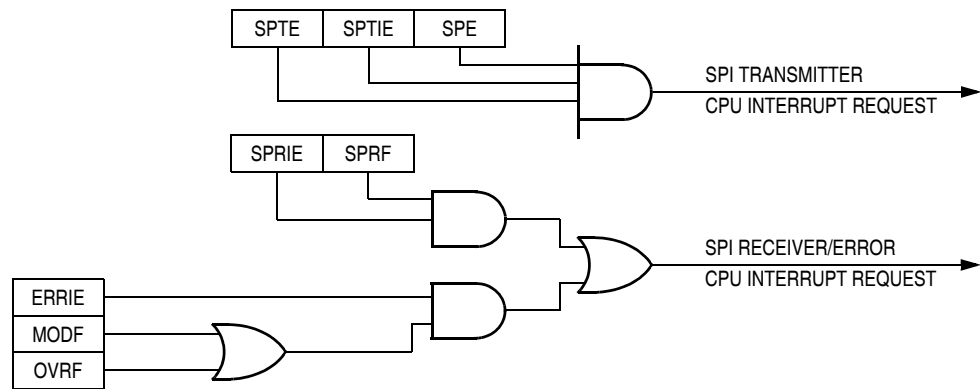 SPTE SPTIE SPE
SPI TRANSMITTER
CPU INTERRUPT REQUEST
SPRIE SPRF
SPI RECEIVER/ERROR
CPU INTERRUPT REQUEST
ERRIE
MODF
OVRF